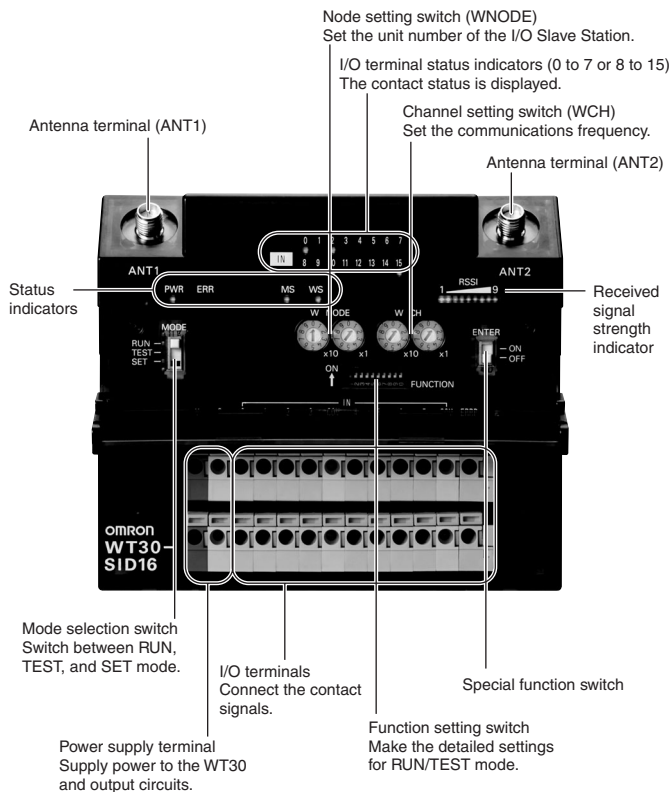 Node setting switch (WNODE)
Set the unit number of the I/O Slave Station.
I/O terminal status indicators (0 to 7 or 8 to 15)
The contact status is displayed.
Channel setting switch (WCH)
Set the communications frequency.
Antenna terminal (ANT1)
Antenna terminal (ANT2)
0 1 2 3 4 5 6 7
IN
8 9 10 11 12 13 14 15
ANT1
ANT2
PWR ERR MS WS
RSSI
1 9
Status
indicators
Received
signal
strength
indicator
MODE
RUN
TEST
SET
W NODE
W CH
x10 x1
x10 x1
ENTER
ON
OFF
ON
FUNCTION
IN
OMRON
WT30-
SID16
Mode selection switch
Switch between RUN,
TEST, and SET mode.
I/O terminals
Connect the contact
signals.
Special function switch
Power supply terminal
Supply power to the WT30
and output circuits.
Function setting switch
Make the detailed settings
for RUN/TEST mode.